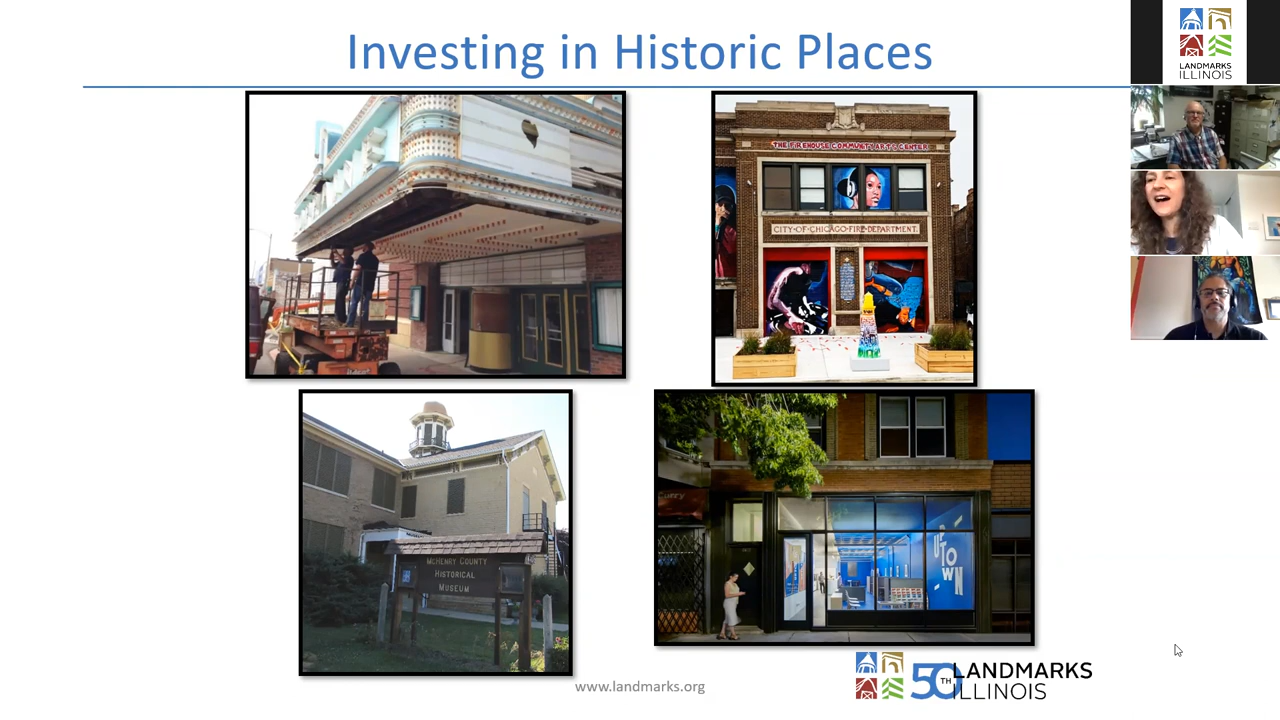 Investing in Historic Places
LANDMARKS
ILLINOIS
THE FIREHOUSE COMMUNITY ARTS CENTER
CITY·OF·CHICAGO·FIRE·DEPARTMENT.
MCHENRY COUNTY
HISTORICAL
MUSEUM
UPTOWN
www.landmarks.org
50TH LANDMARKS
ILLINOIS